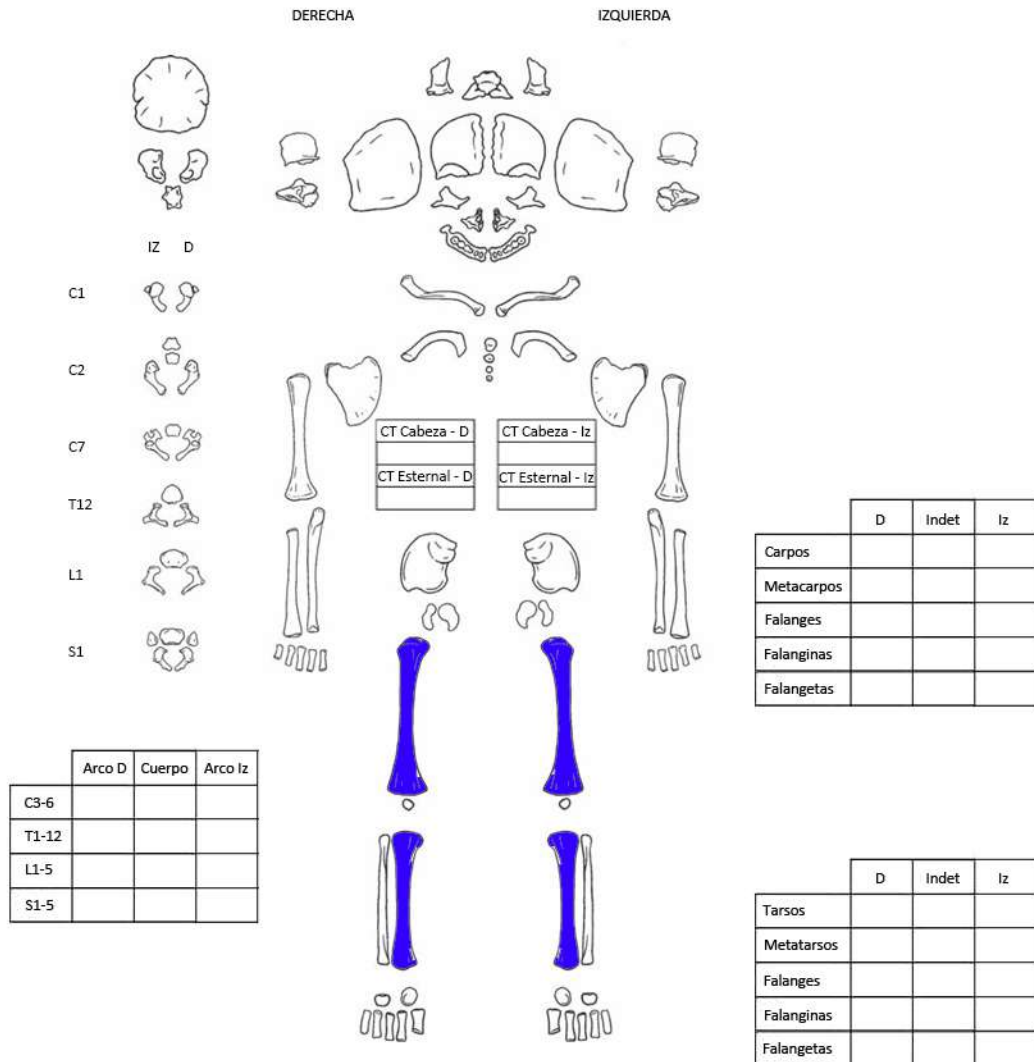 DERECHA IZQUIERDA
IZ D
C1
C2
C7
T12
L1
S1
CT Cabeza - D
CT Esternal - D
CT Cabeza - Iz
CT Esternal - Iz
D Indet Iz
Carpos
Metacarpos
Falanges
Falanginas
Falangetas
Arco D Cuerpo Arco Iz
C3-6
T1-12
L1-5
S1-5
D Indet Iz
Tarsos
Metatarsos
Falanges
Falanginas
Falangetas